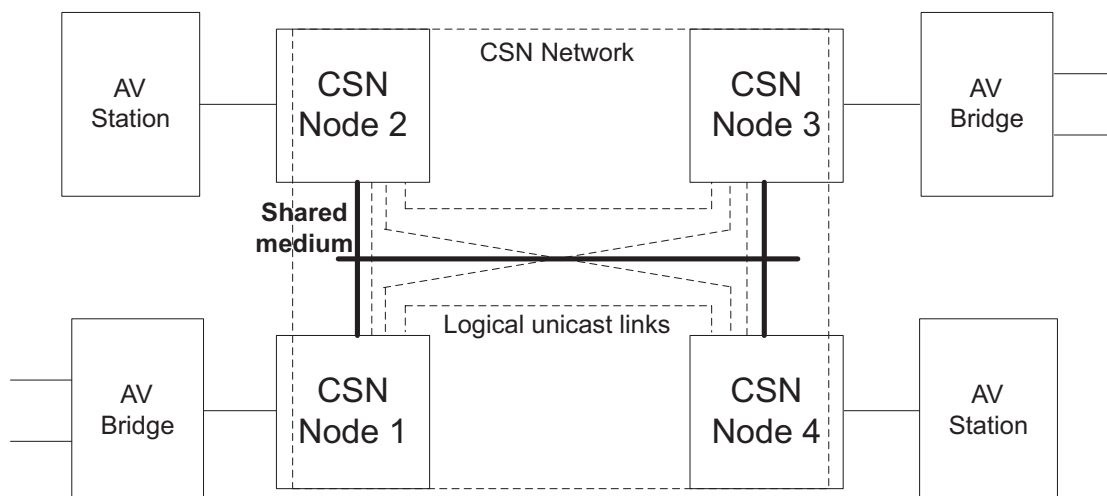 CSN Network
AV
Station
CSN
Node 2
CSN
Node 3
AV
Bridge
Shared
medium
Logical unicast links
AV
Bridge
CSN
Node 1
CSN
Node 4
AV
Station